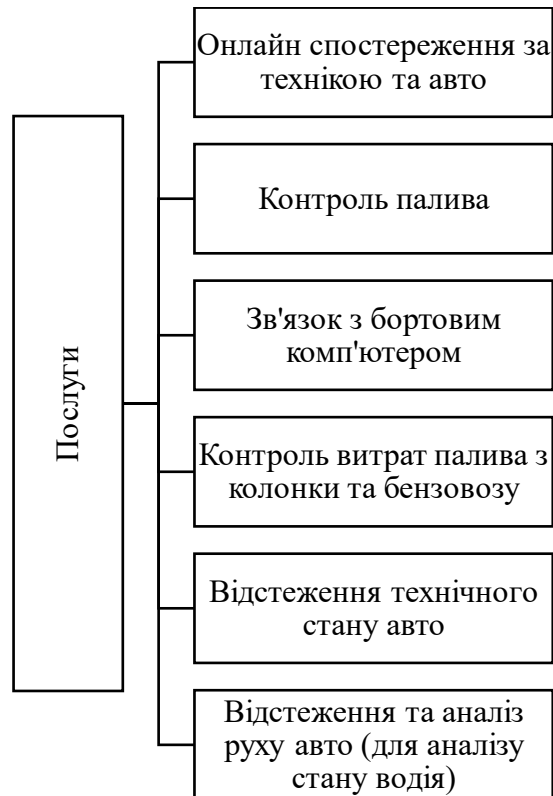 Послуги
Онлайн спостереження за
технікою та авто
Контроль палива
Зв'язок з бортовим
комп'ютером
Контроль витрат палива з
колонки та бензовозу
Відстеження технічного
стану авто
Відстеження та аналіз
руху авто (для аналізу
стану водія)